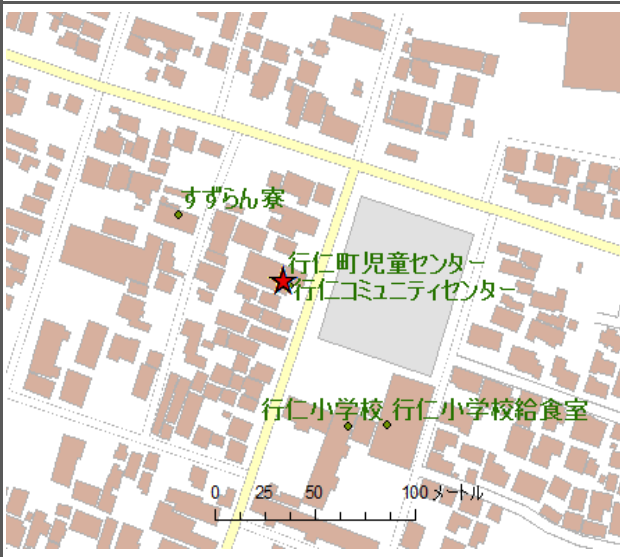 すずらん寮
行仁町児童センター
行仁コミュニティセンター
行仁小学校 行仁小学校給食室
0 25 50 100 メートル